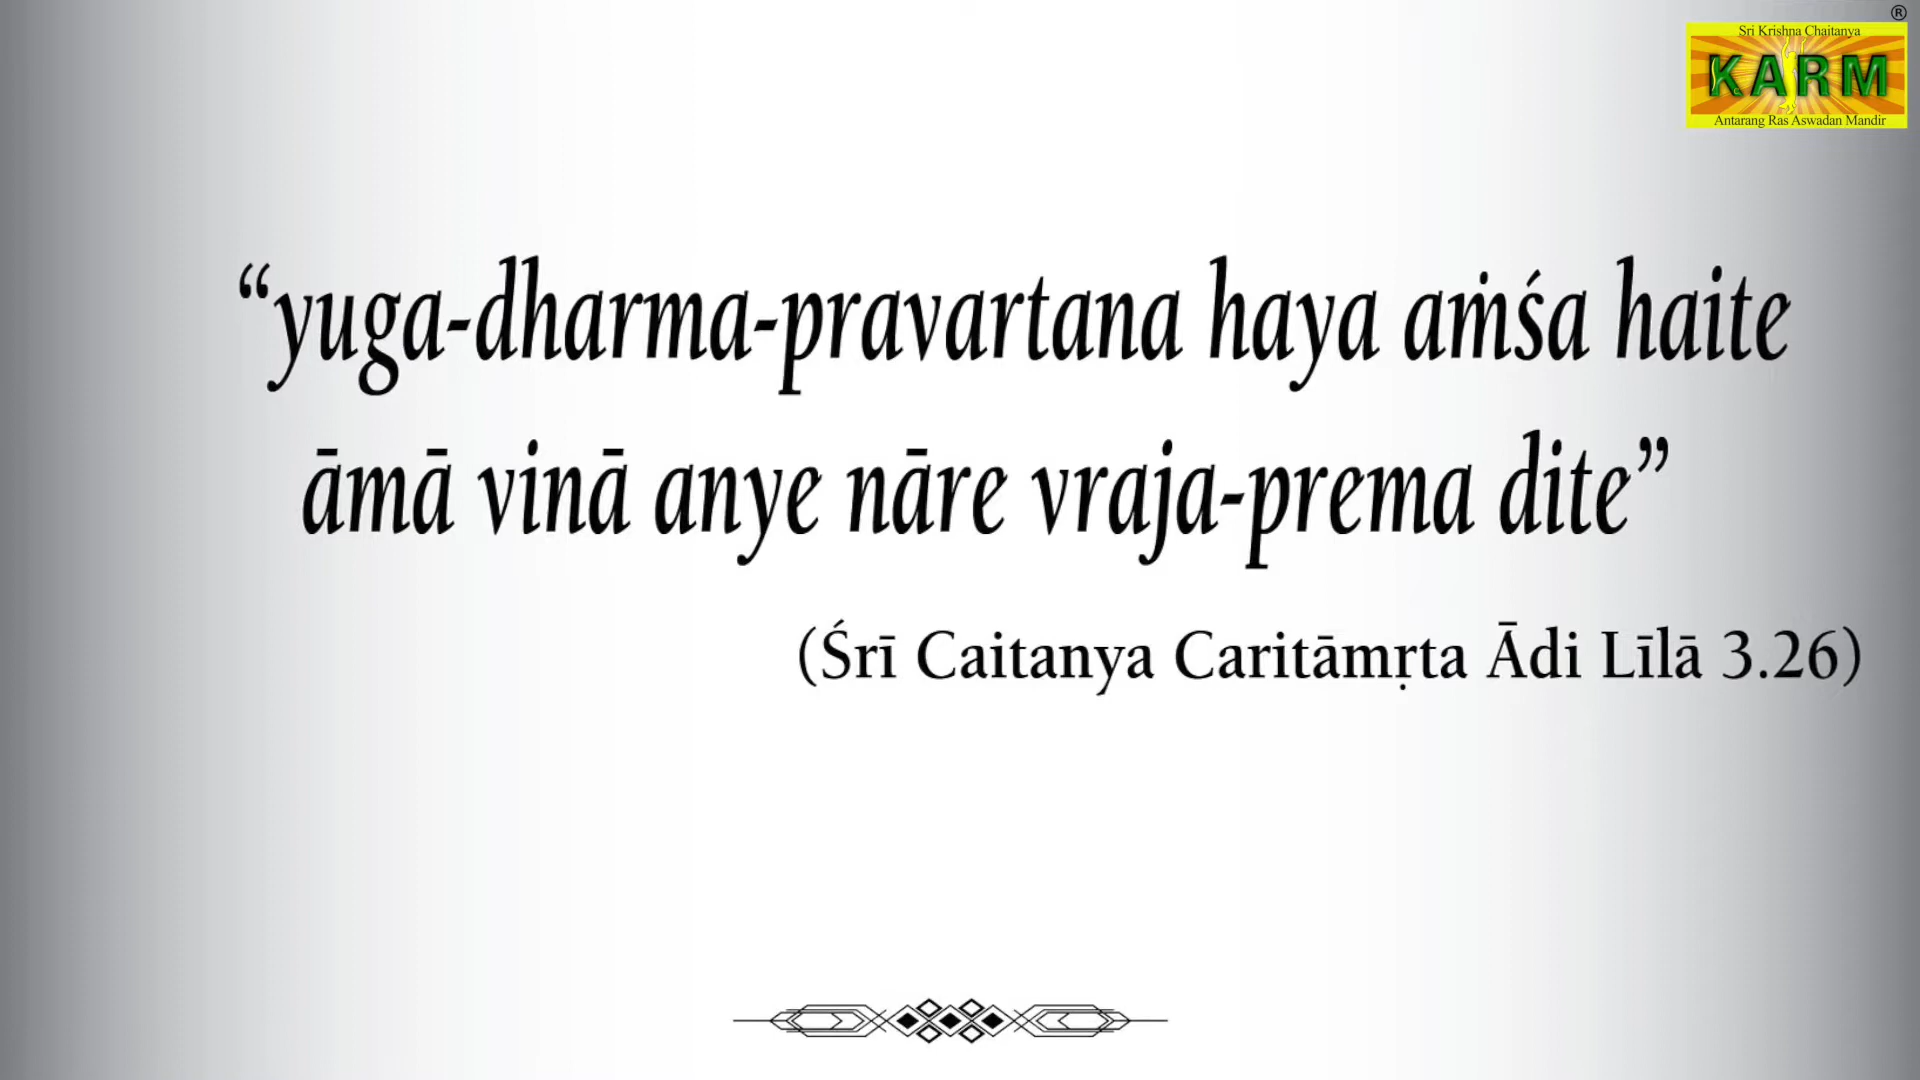 ®
Sri Krishna Chaitanya
KARM
Antarang Ras Aswadan Mandir
“yuga-dharma-pravartana haya aṁśa haite
āmā vinā anye nāre vraja-prema dite”
(Śrī Caitanya Caritāmṛta Ādi Līlā 3.26)